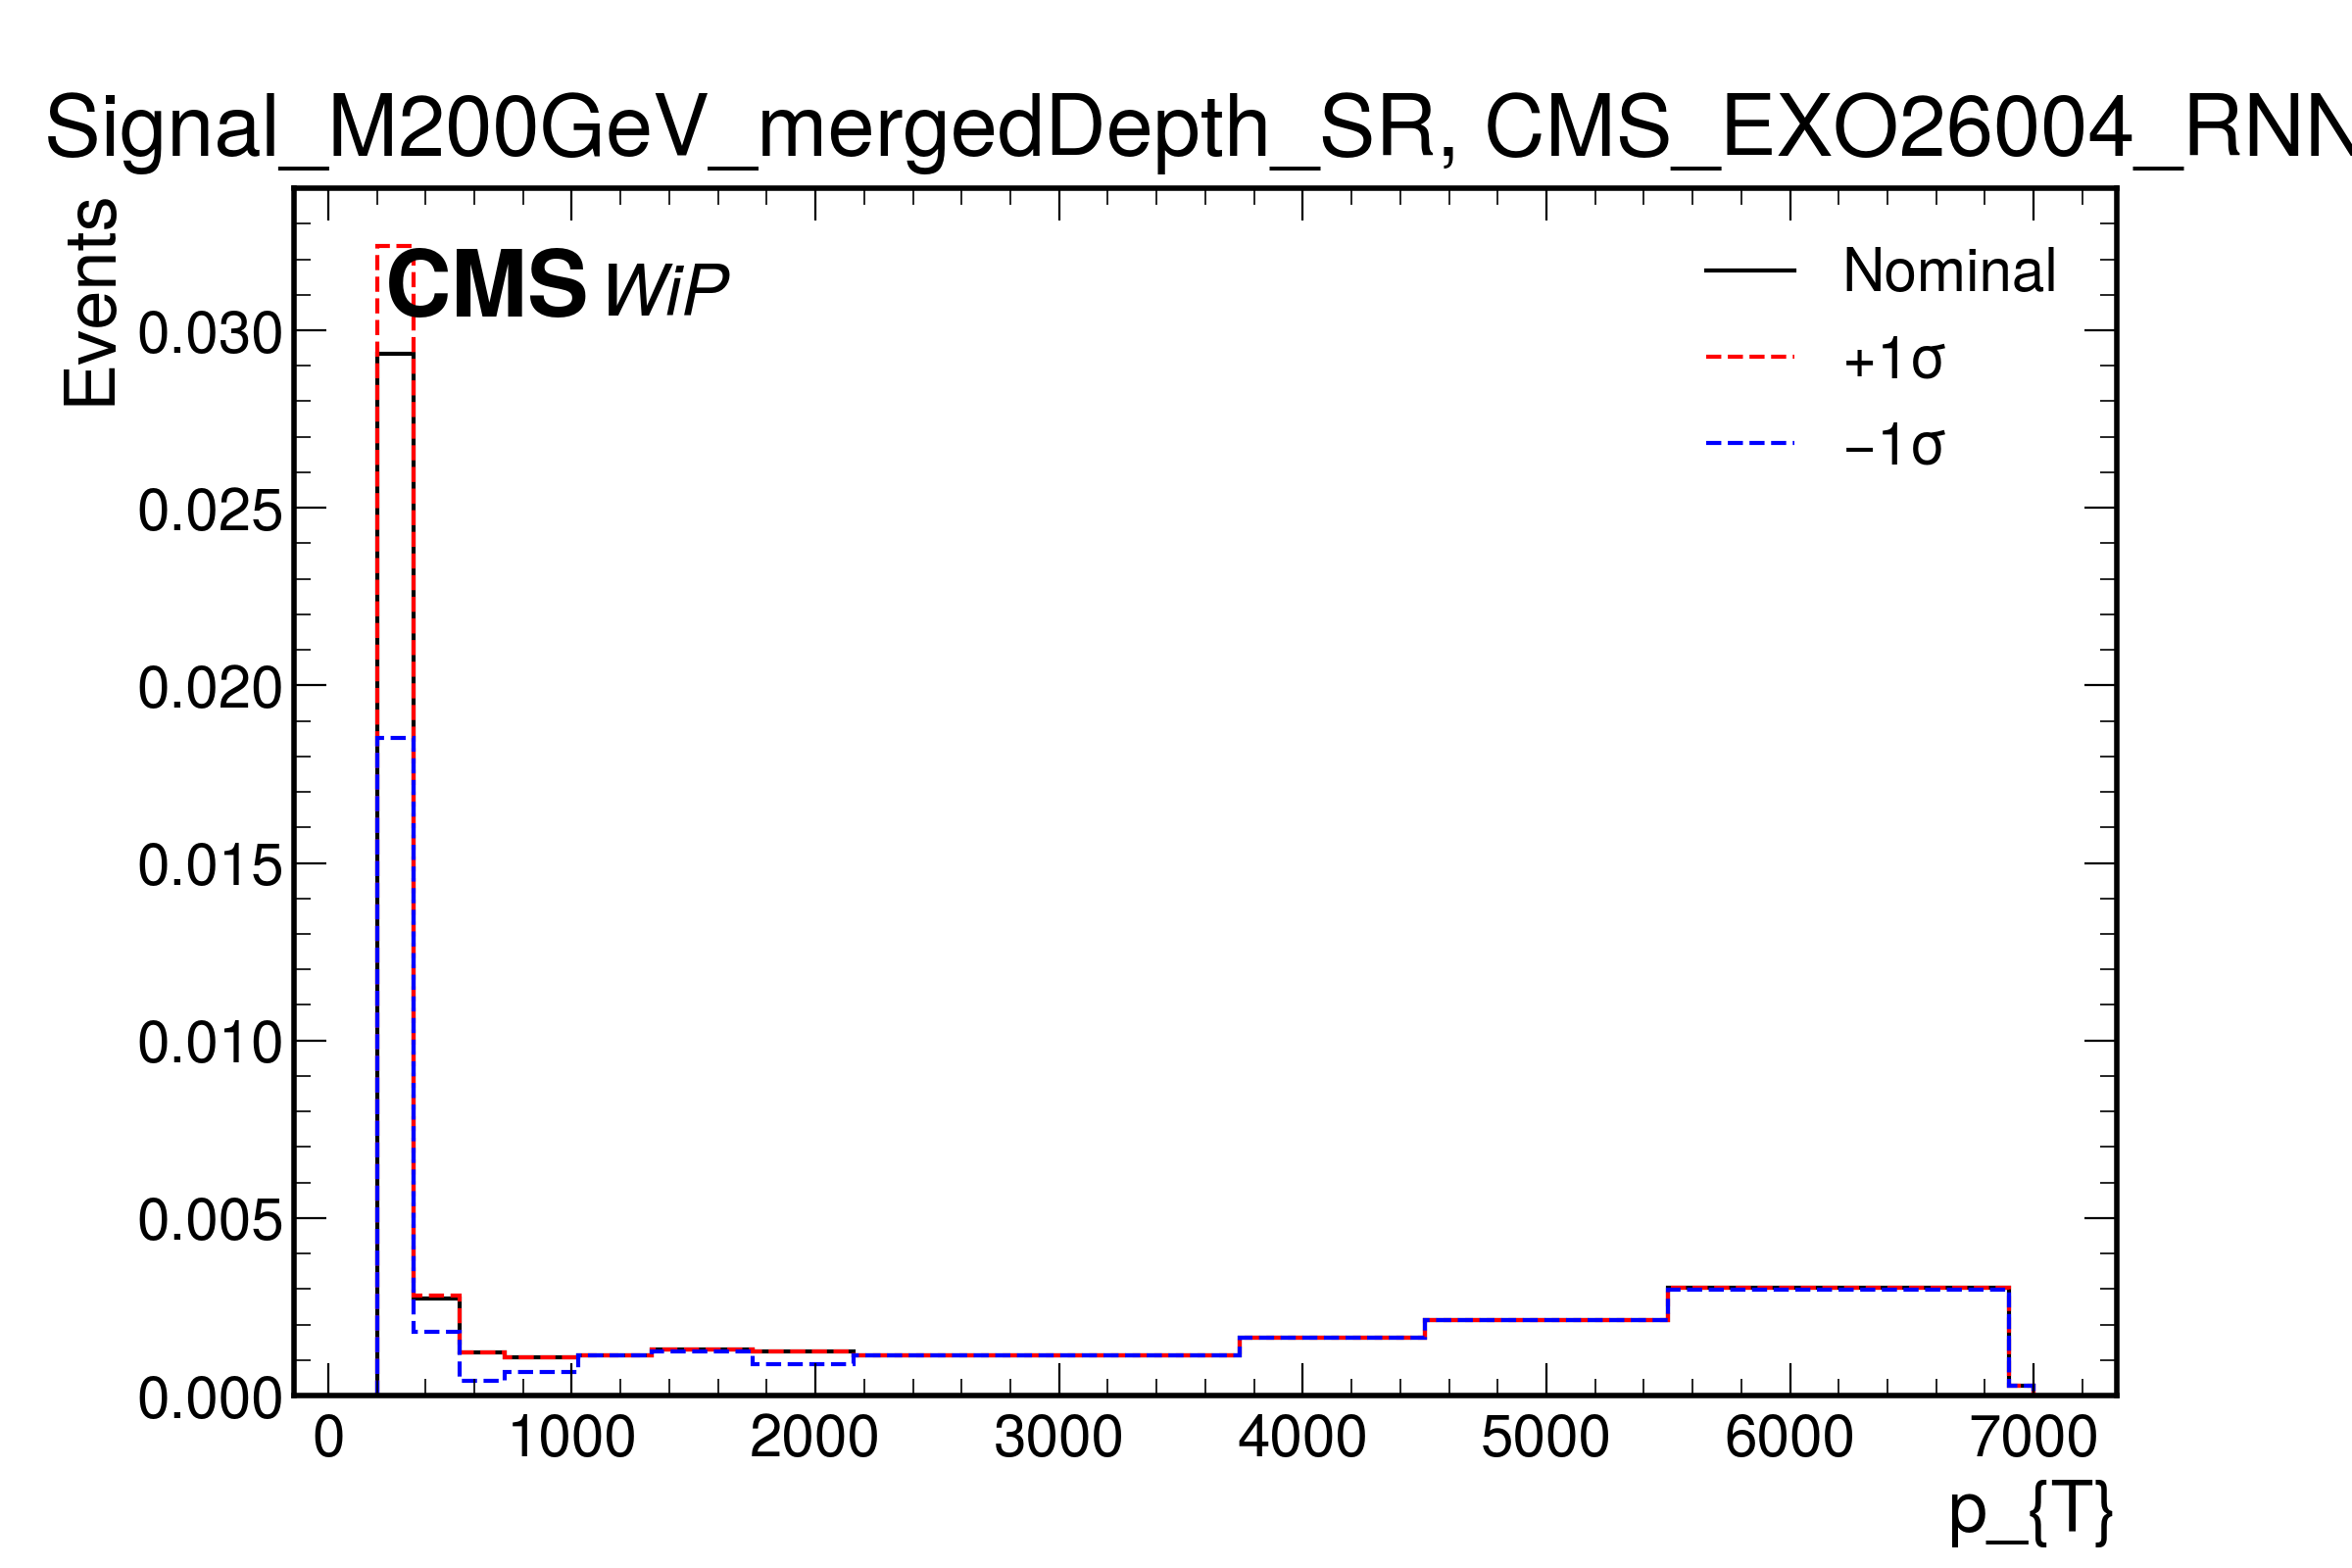 Signal_M200GeV_mergedDepth_SR, CMS_EXO26004_RNN
Events
CMS WiP
Nominal
+1σ
−1σ
0.030
0.025
0.020
0.015
0.010
0.005
0.000
0 1000 2000 3000 4000 5000 6000 7000
p_{T}